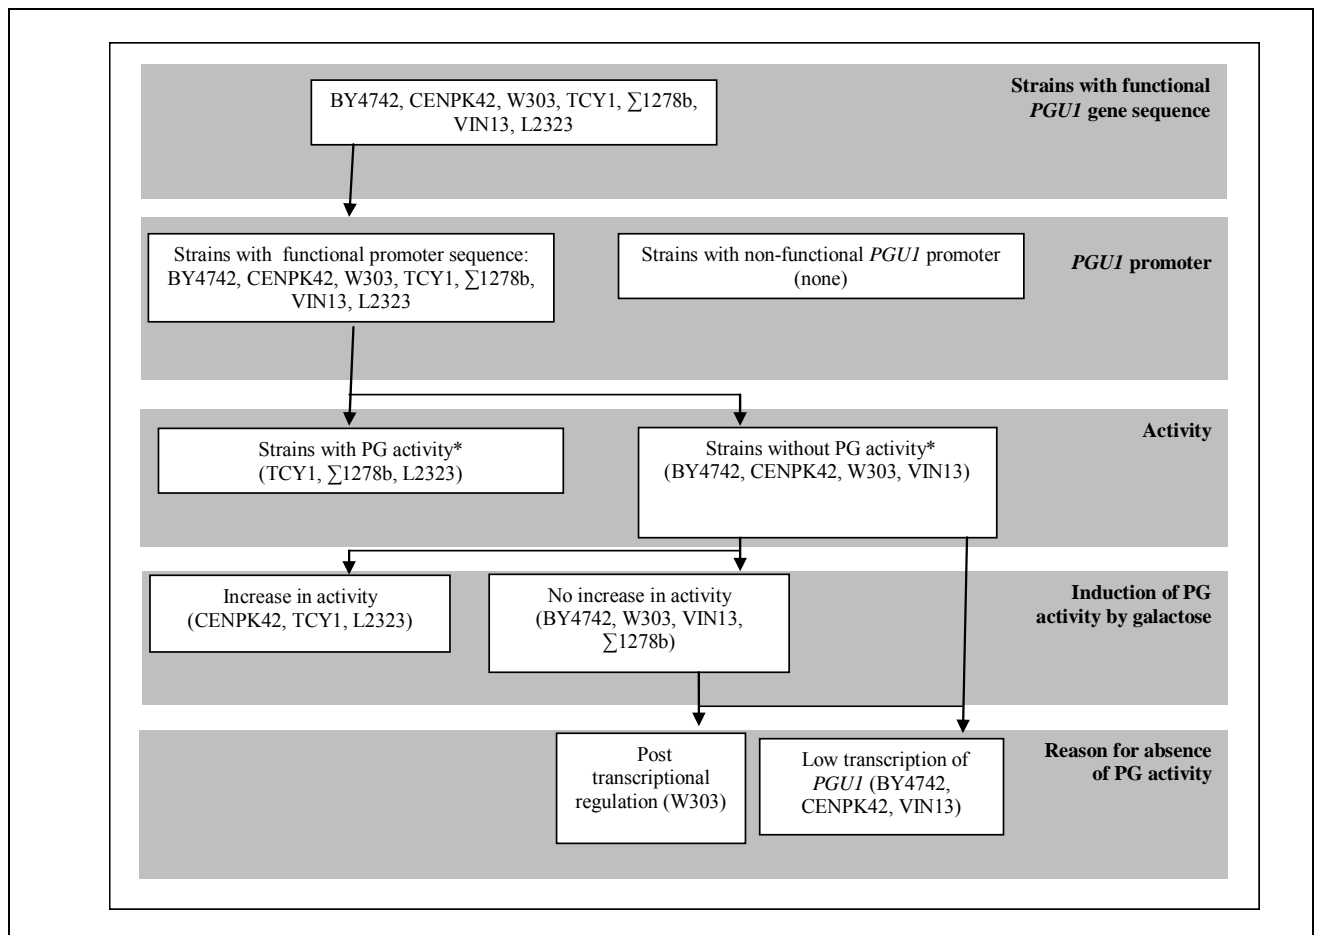 BY4742, CENPK42, W303, TCY1, ∑1278b,
VIN13, L2323
Strains with functional
PGU1 gene sequence
Strains with functional promoter sequence:
BY4742, CENPK42, W303, TCY1, ∑1278b,
VIN13, L2323
Strains with non-functional PGU1 promoter
(none)
PGU1 promoter
Strains with PG activity*
(TCY1, ∑1278b, L2323)
Strains without PG activity*
(BY4742, CENPK42, W303, VIN13)
Activity
Increase in activity
(CENPK42, TCY1, L2323)
No increase in activity
(BY4742, W303, VIN13,
∑1278b)
Induction of PG
activity by galactose
Post
transcriptional
regulation (W303)
Low transcription of
PGU1 (BY4742,
CENPK42, VIN13)
Reason for absence
of PG activity